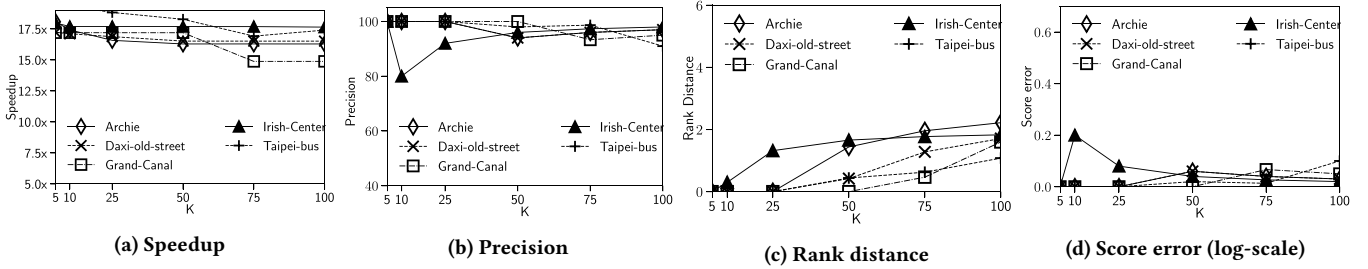 17.5x
15.0x
12.5x
10.0x
7.5x
5.0x
Speedup
Archie
Daxi-old-street
Grand-Canal
Irish-Center
Taipei-bus
5 10 25 50 75 100
K
(a) Speedup
100
80
60
40
Precision
Archie
Daxi-old-street
Grand-Canal
Irish-Center
Taipei-bus
5 10 25 50 75 100
K
(b) Precision
6
4
2
0
Rank Distance
Archie
Daxi-old-street
Grand-Canal
Irish-Center
Taipei-bus
5 10 25 50 75 100
K
(c) Rank distance
0.6
0.4
0.2
0.0
Score error
Archie
Daxi-old-street
Grand-Canal
Irish-Center
Taipei-bus
5 10 25 50 75 100
K
(d) Score error (log-scale)